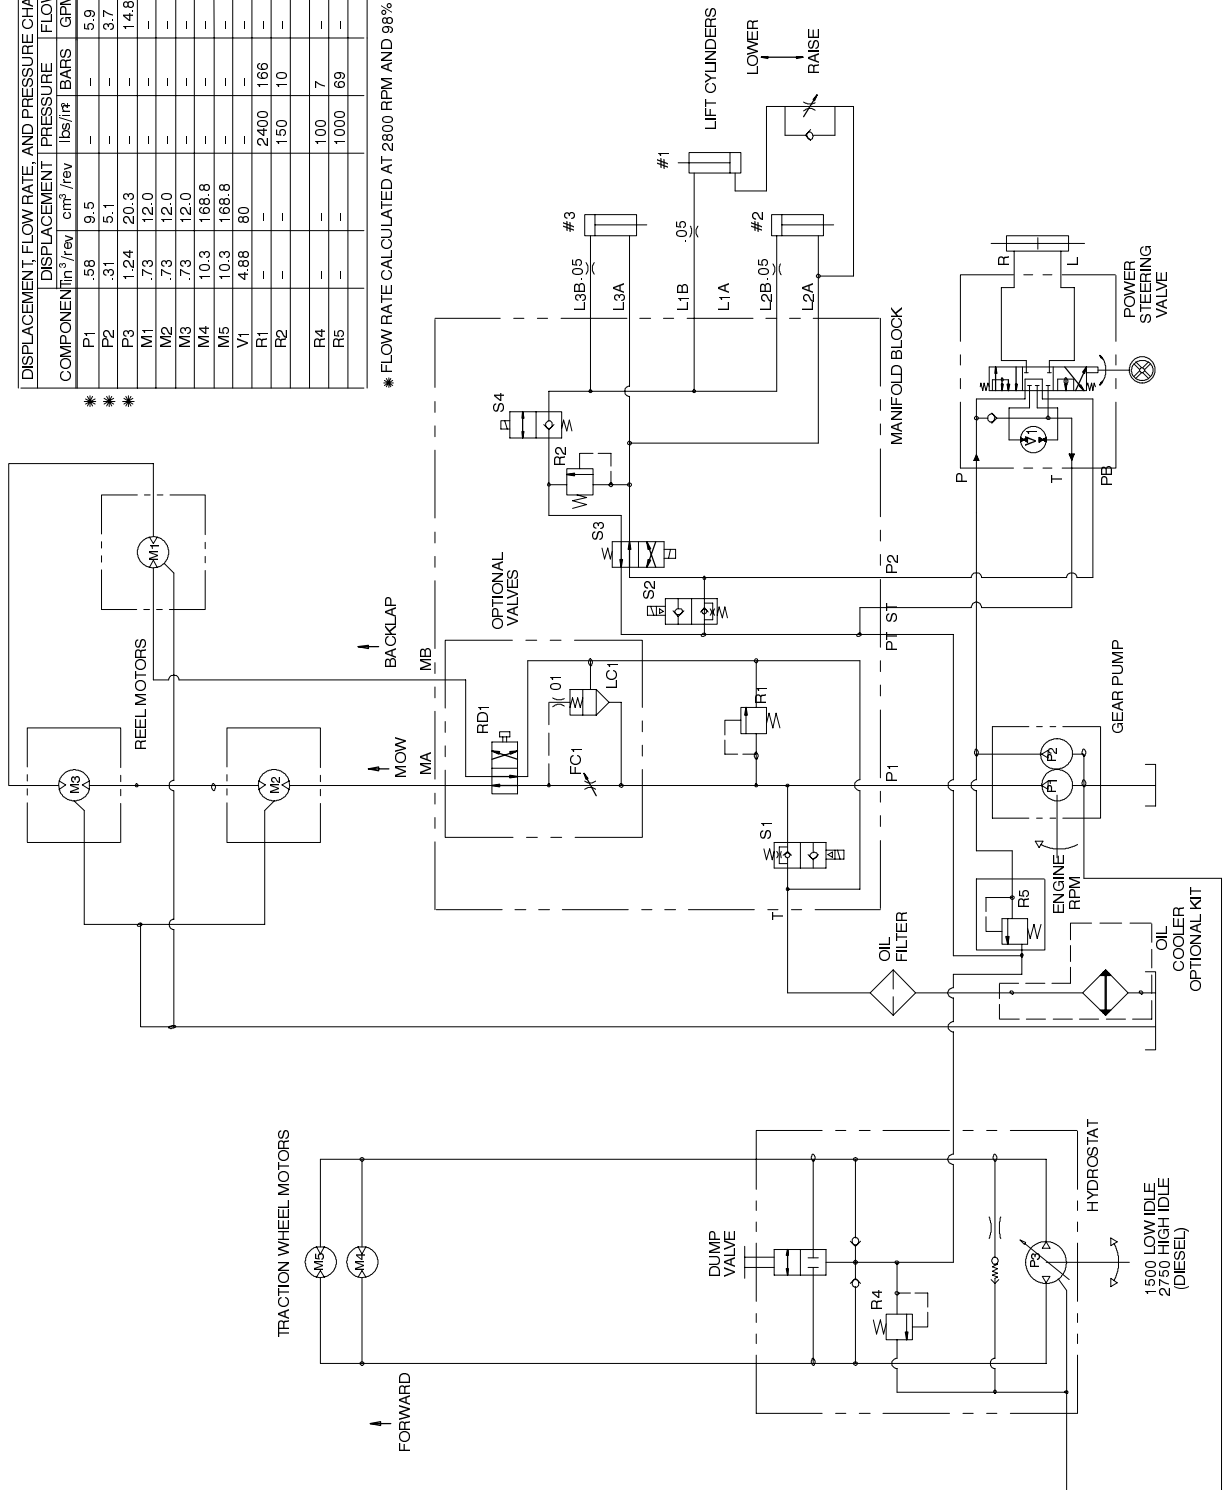 DISPLACEMENT, FLOW RATE, AND PRESSURE CHA
DISPLACEMENT PRESSURE FLOW
COMPONENT in³/rev cm³/rev lbs/in² BARS GPM
✱ P1 .58 9.5 – – 5.9
✱ P2 .31 5.1 – – 3.7
✱ P3 1.24 20.3 – – 14.8
M1 .73 12.0 – – –
M2 .73 12.0 – – –
M3 .73 12.0 – – –
M4 10.3 168.8 – – –
M5 10.3 168.8 – – –
V1 4.88 80 – – –
R1 – – 2400 166 –
R2 – – 150 10 –
R4 – – 100 7 –
R5 – – 1000 69 –
✱ FLOW RATE CALCULATED AT 2800 RPM AND 98%
LIFT CYLINDERS
LOWER
RAISE
#1
#2
#3
L3B
.05
L3A
L1B
.05
L1A
L2B
.05
L2A
MANIFOLD BLOCK
S4
R2
S3
S2
P2
ST
PT
R
L
POWER
STEERING
VALVE
P
T
PB
V1
M1
REEL MOTORS
M3
M2
BACKLAP
MB
MOW
MA
OPTIONAL
VALVES
RD1
.01
LC1
FC1
R1
P1
S1
T
GEAR PUMP
P2
P1
ENGINE
RPM
R5
OIL
FILTER
OIL
COOLER
OPTIONAL KIT
TRACTION WHEEL MOTORS
M5
M4
FORWARD
DUMP
VALVE
R4
P3
HYDROSTAT
1500 LOW IDLE
2750 HIGH IDLE
(DIESEL)